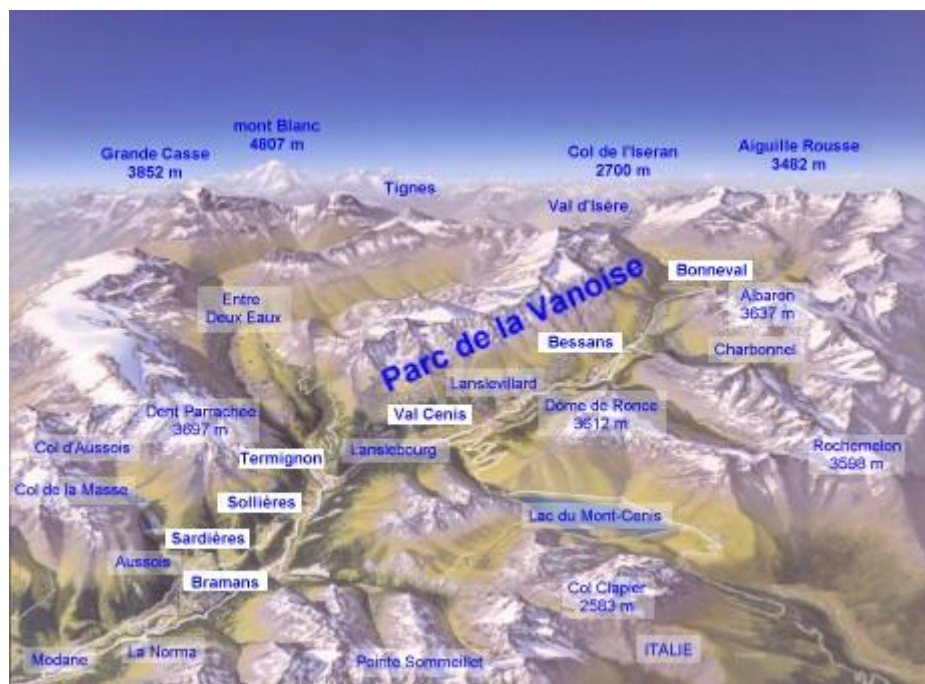 mont Blanc
4807 m
Grande Casse
3852 m
Col de l'Iseran
2700 m
Aiguille Rousse
3482 m
Tignes
Val d'Isère
Bonneval
Entre
Deux Eaux
Albaron
3637 m
Parc de la Vanoise
Bessans
Charbonnel
Lanslevillard
Val Cenis
Dôme de Ronce
3612 m
Dent Parrachée
3697 m
Col d'Aussois
Lanslebourg
Rochemelon
3598 m
Termignon
Col de la Masse
Sollières
Lac du Mont-Cenis
Sardières
Aussois
Bramans
Col Clapier
2583 m
La Norma
ITALIE
Modane
Pointe Sommeillet